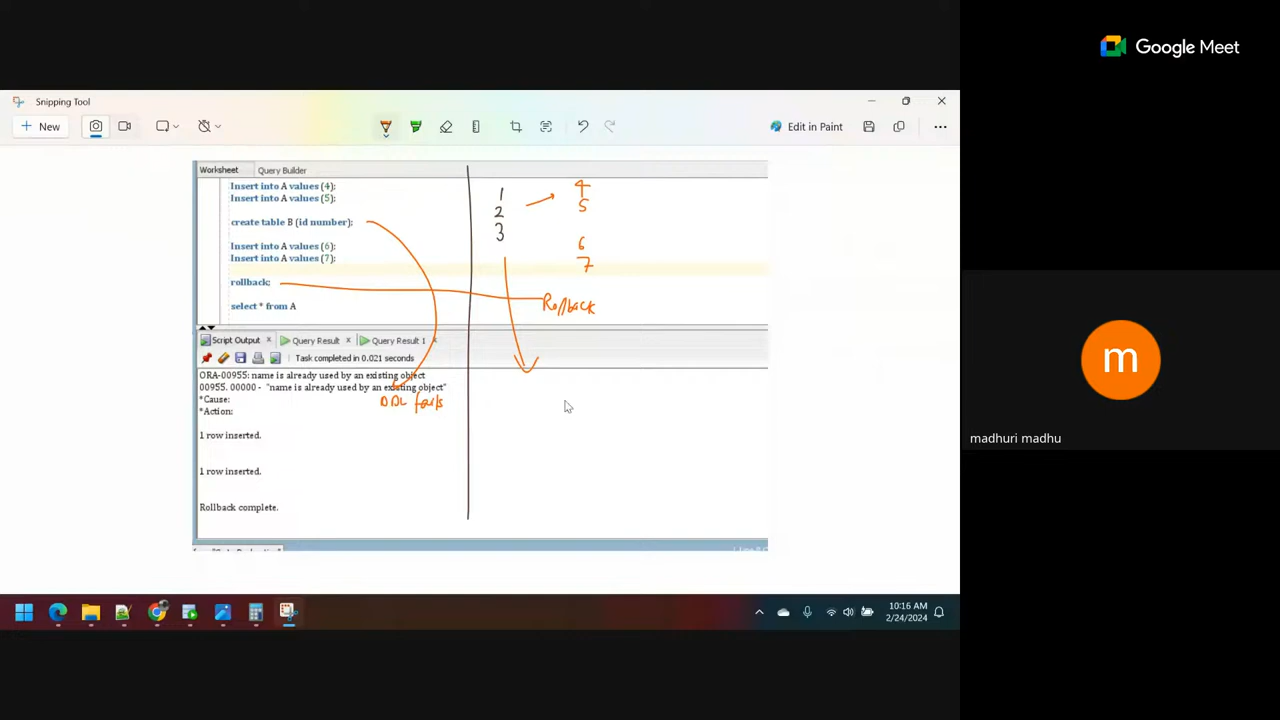 Google Meet
Snipping Tool
New
Edit in Paint
Worksheet
Query Builder
Insert into A values (4);
Insert into A values (5);
create table B (id number);
Insert into A values (6);
Insert into A values (7);
rollback;
select * from A
1
2
3
4
5
6
7
Rollback
Script Output
Query Result
Query Result 1
Task completed in 0.021 seconds
ORA-00955: name is already used by an existing object
00955. 00000 - "name is already used by an existing object"
*Cause:
*Action:
DDL fails
1 row inserted.
1 row inserted.
Rollback complete.
m
madhuri madhu
10:16 AM
2/24/2024